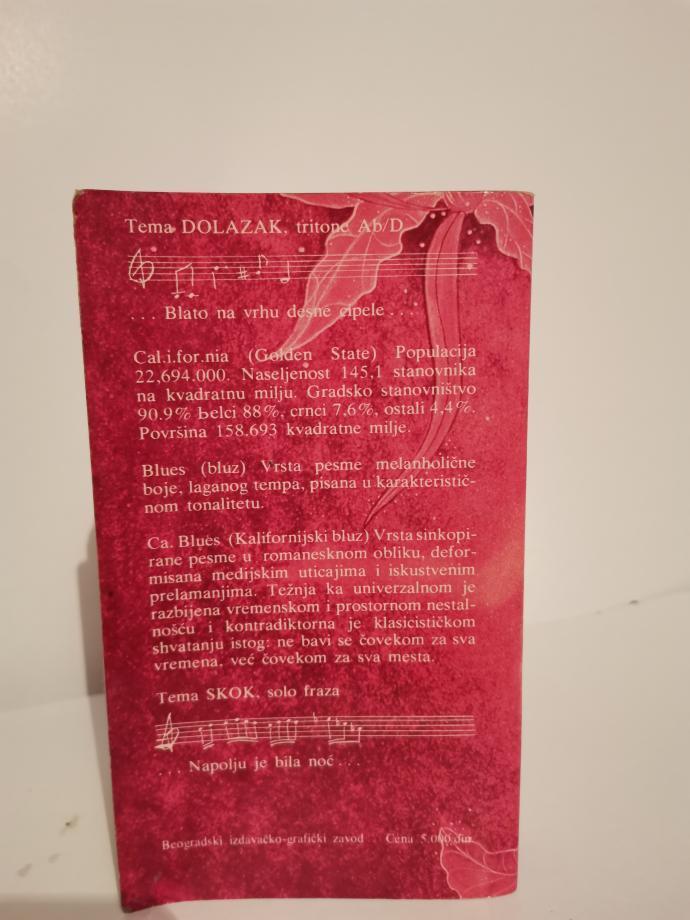 Tema DOLAZAK, tritone Ab/D
. . . Blato na vrhu desne cipele . . .
Cal.i.for.nia (Golden State) Populacija
22,694.000. Naseljenost 145,1 stanovnika
na kvadratnu milju. Gradsko stanovništvo
90.9% Belci 88%, crnci 7,6%, ostali 4,4%.
Površina 158.693 kvadratne milje.
Blues (bluz) Vrsta pesme melanholične
boje, laganog tempa, pisana u karakteristič-
nom tonalitetu.
Ca. Blues (Kalifornijski bluz) Vrsta sinkopi-
rane pesme u romanesknom obliku, defor-
misana medijskim uticajima i iskustvenim
prelamanjima. Težnja ka univerzalnom je
razbijena vremenskom i prostornom nestal-
nošću i kontradiktorna je klasicističkom
shvatanju istog: ne bavi se čovekom za sva
vremena, već čovekom za sva mesta.
Tema SKOK, solo fraza
. . . Napolju je bila noć . . .
Beogradski izdavačko-grafički zavod . . Cena 5.000 din.